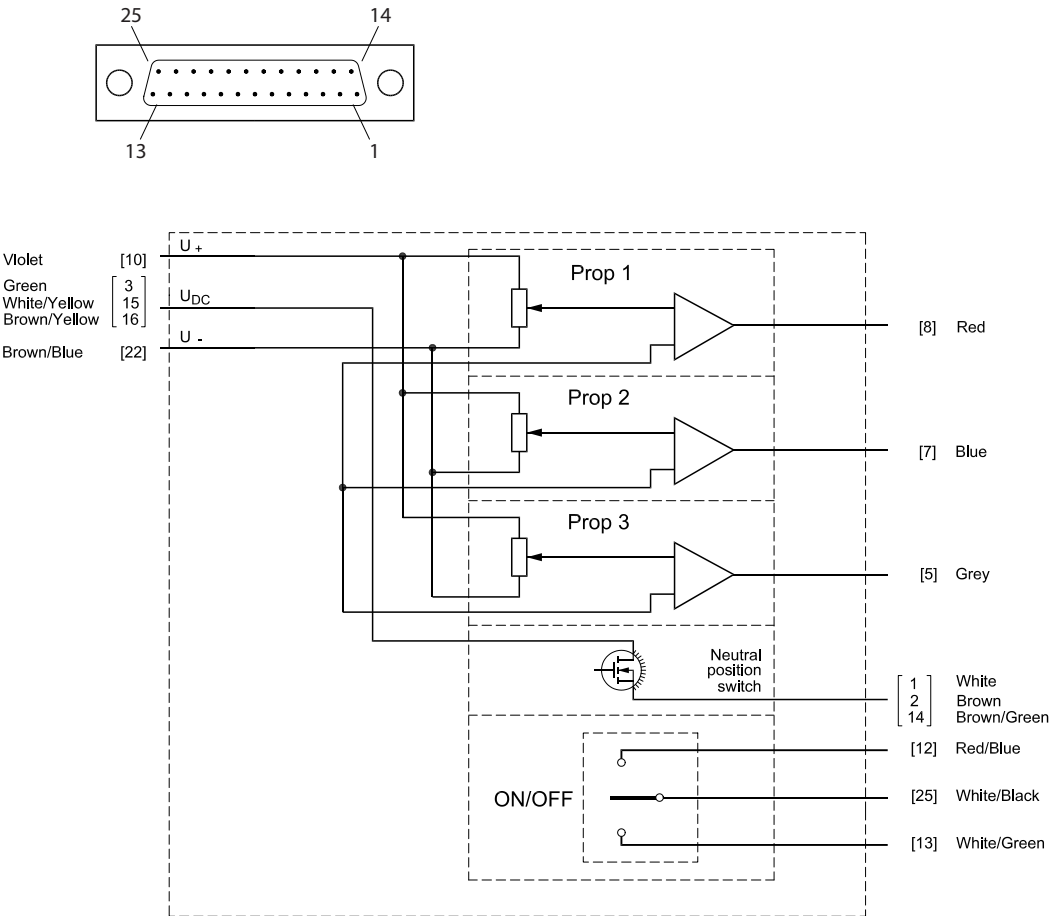 25 14
13 1
Violet [10] U +
Green 3
White/Yellow 15 UDC
Brown/Yellow 16
Brown/Blue [22] U -
Prop 1
[8] Red
Prop 2
[7] Blue
Prop 3
[5] Grey
Neutral
position
switch
1 White
2 Brown
14 Brown/Green
[12] Red/Blue
ON/OFF
[25] White/Black
[13] White/Green